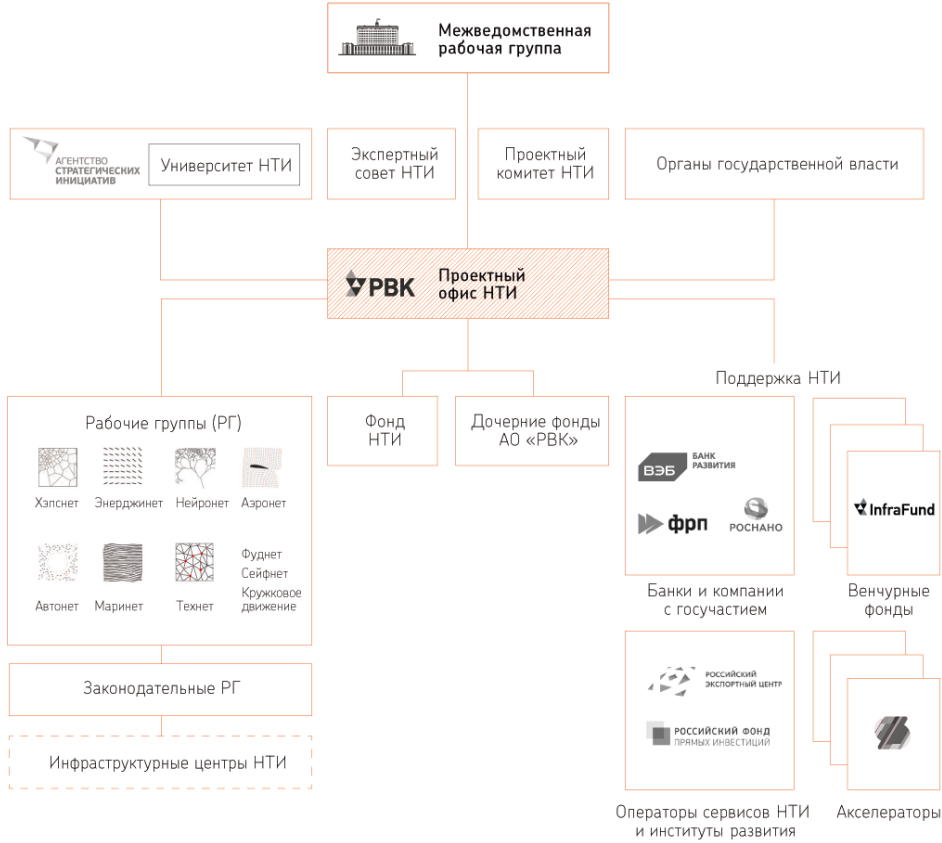 Межведомственная
рабочая группа
АГЕНТСТВО
СТРАТЕГИЧЕСКИХ
ИНИЦИАТИВ
Университет НТИ
Экспертный
совет НТИ
Проектный
комитет НТИ
Органы государственной власти
РВК
Проектный
офис НТИ
Поддержка НТИ
Рабочие группы (РГ)
Хэпснет
Энерджинет
Нейронет
Аэронет
Автонет
Маринет
Технет
Фуднет
Сейфнет
Кружковое
движение
Законодательные РГ
Инфраструктурные центры НТИ
Фонд
НТИ
Дочерние фонды
АО «РВК»
ВЭБ
БАНК
РАЗВИТИЯ
фрп
РОСНАНО
Банки и компании
с госучастием
InfraFund
Венчурные
фонды
РОССИЙСКИЙ
ЭКСПОРТНЫЙ ЦЕНТР
РОССИЙСКИЙ ФОНД
ПРЯМЫХ ИНВЕСТИЦИЙ
Операторы сервисов НТИ
и институты развития
Акселераторы